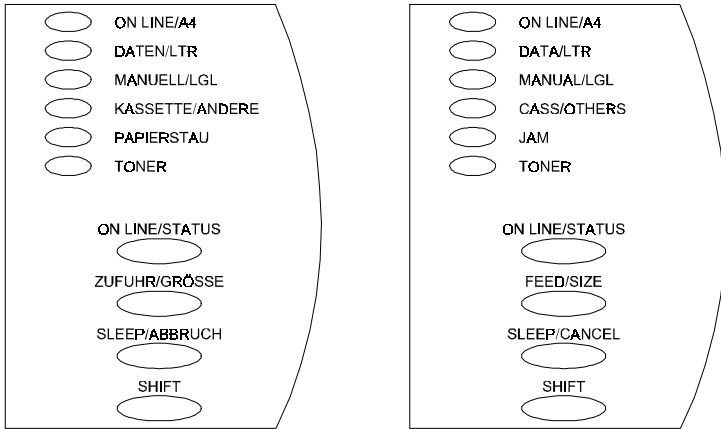 ON LINE/A4
DATEN/LTR
MANUELL/LGL
KASSETTE/ANDERE
PAPIERSTAU
TONER
ON LINE/STATUS
ZUFUHR/GRÖSSE
SLEEP/ABBRUCH
SHIFT
ON LINE/A4
DATA/LTR
MANUAL/LGL
CASS/OTHERS
JAM
TONER
ON LINE/STATUS
FEED/SIZE
SLEEP/CANCEL
SHIFT